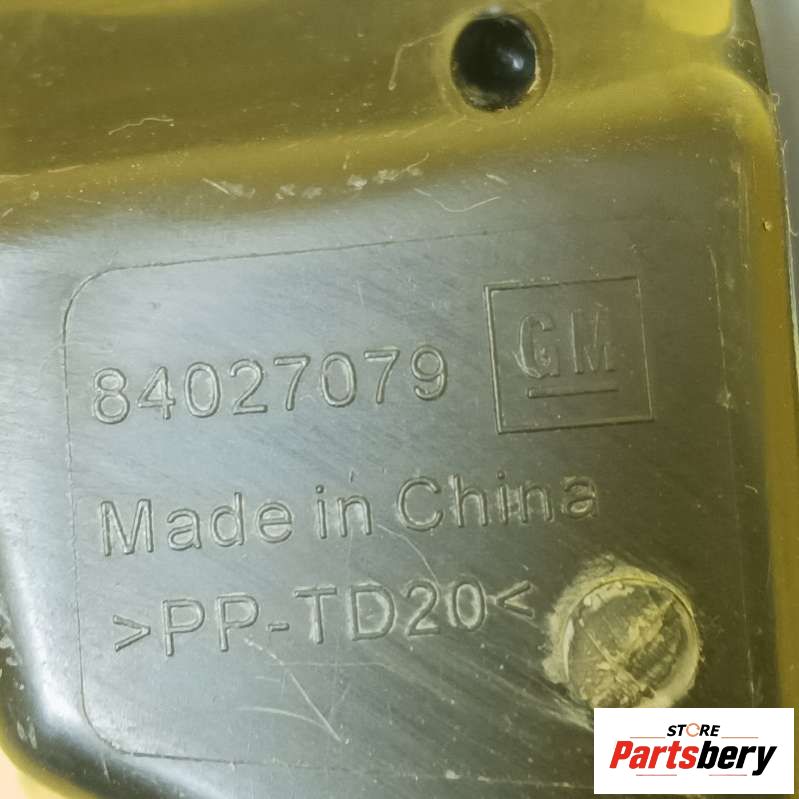 84027079 GM
Made in China
>PP-TD20<
STORE
Partsbery